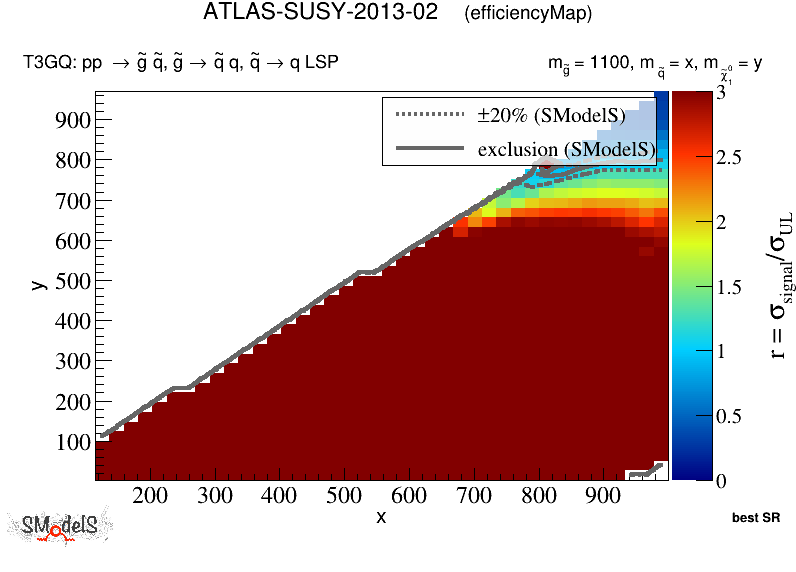 ATLAS-SUSY-2013-02 (efficiencyMap)
T3GQ: pp → g̃ q̃, g̃ → q̃ q, q̃ → q LSP
m_g̃ = 1100, m_q̃ = x, m_χ̃₁⁰ = y
±20% (SModelS)
exclusion (SModelS)
900
800
700
600
500
400
300
200
100
y
200 300 400 500 600 700 800 900
x
3
2.5
2
1.5
1
0.5
0
r = σ_signal/σ_UL
SModelS
best SR